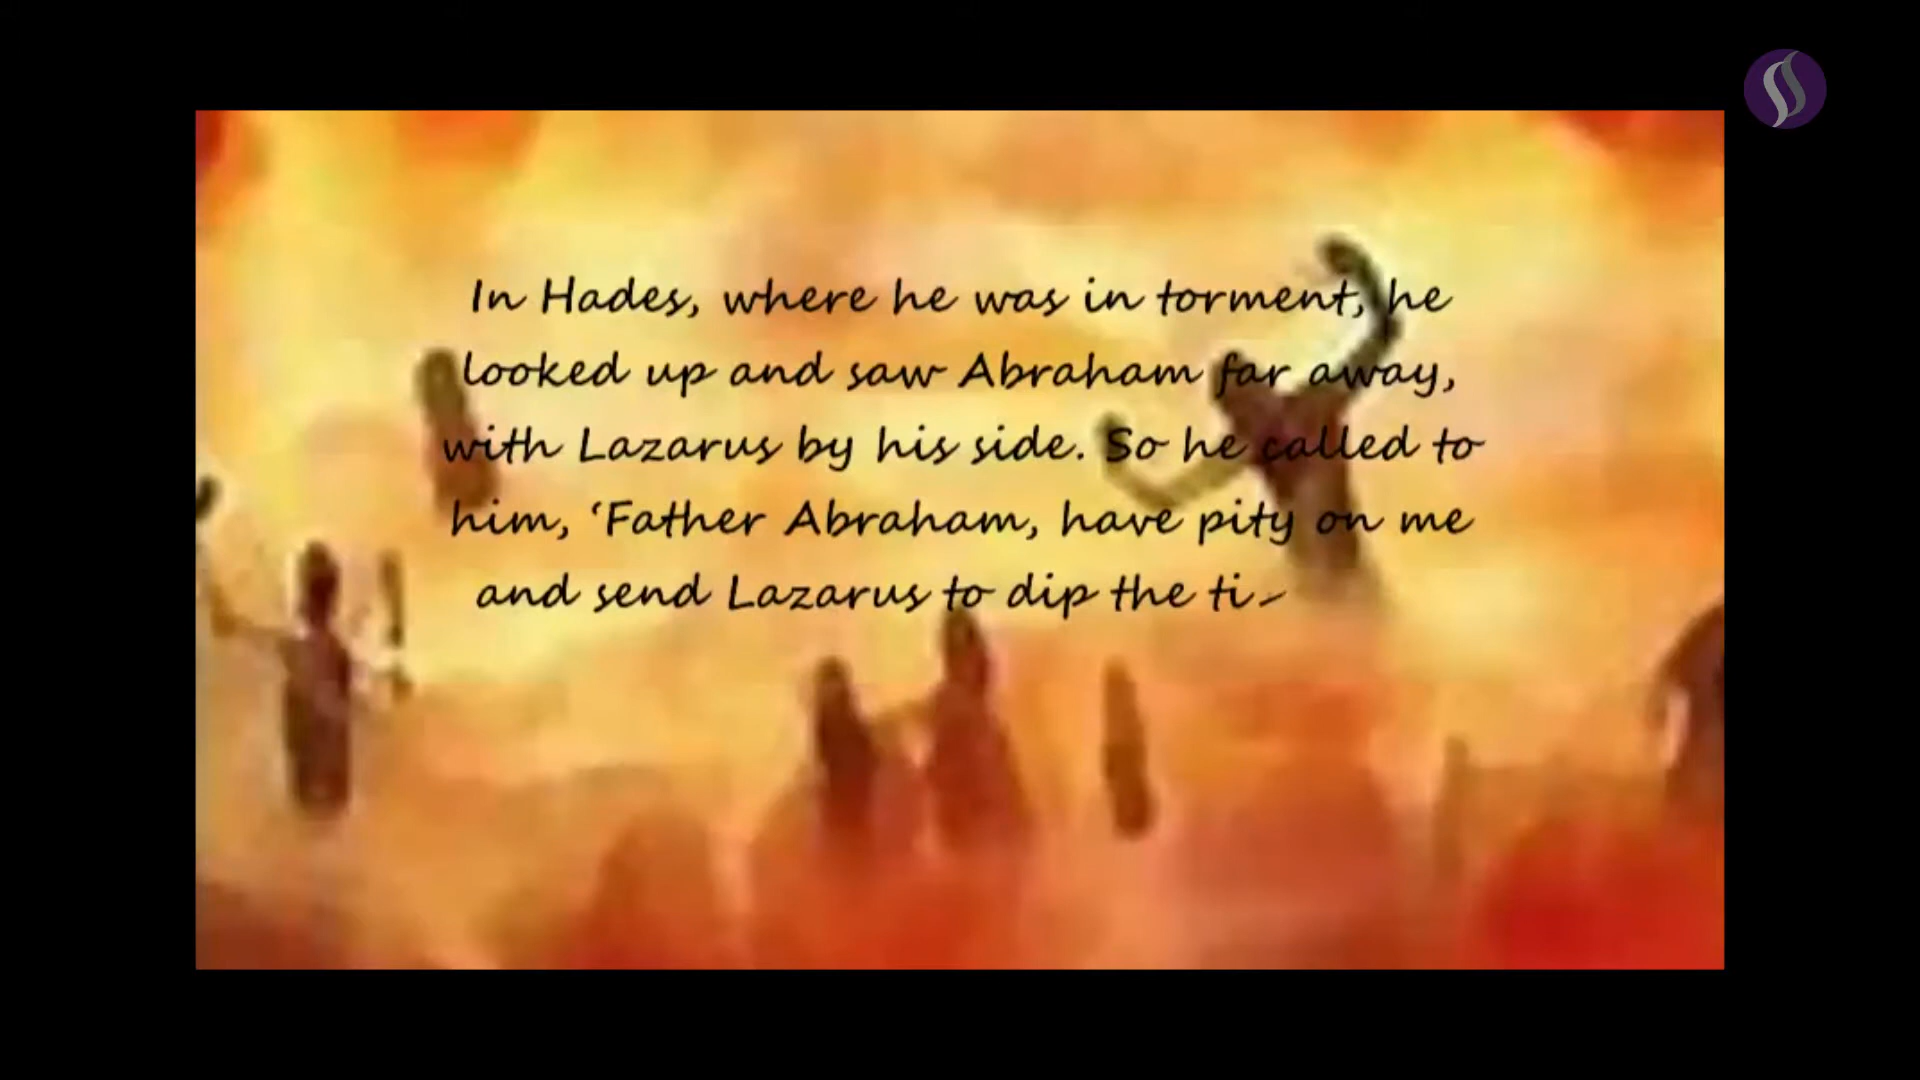 In Hades, where he was in torment, he
looked up and saw Abraham far away,
with Lazarus by his side. So he called to
him, ‘Father Abraham, have pity on me
and send Lazarus to dip the ti